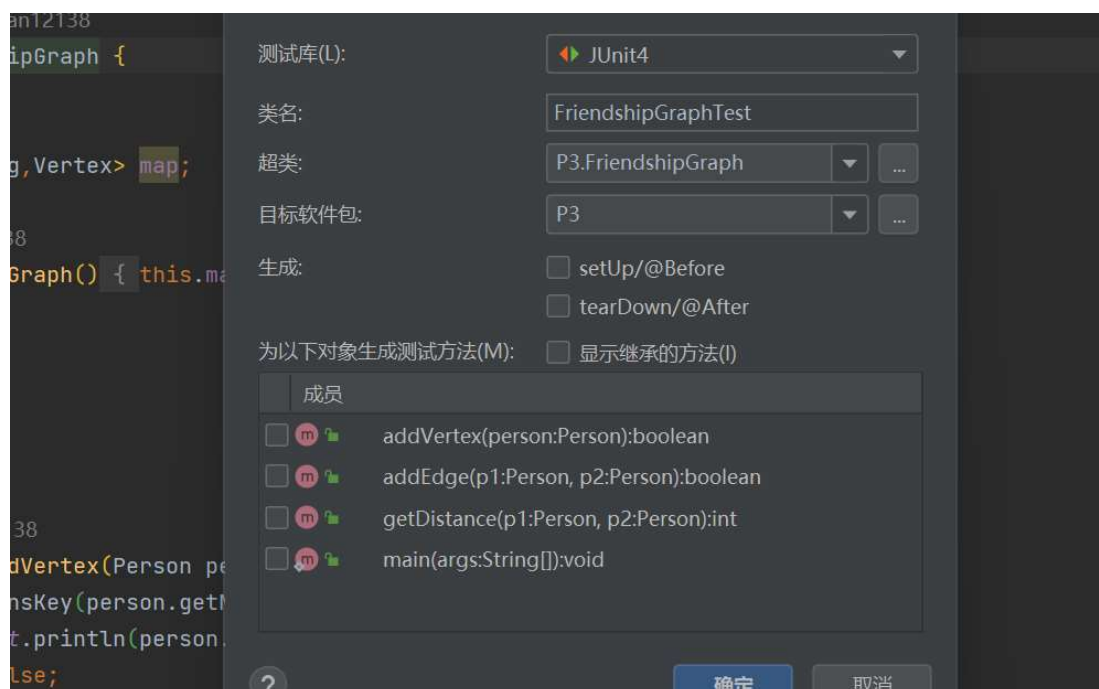 an12138
ipGraph {
测试库(L):
JUnit4
类名:
FriendshipGraphTest
g,Vertex> map;
超类:
P3.FriendshipGraph
...
目标软件包:
P3
...
38
Graph() { this.ma
生成:
setUp/@Before
tearDown/@After
为以下对象生成测试方法(M):
显示继承的方法(I)
成员
m addVertex(person:Person):boolean
m addEdge(p1:Person, p2:Person):boolean
m getDistance(p1:Person, p2:Person):int
m main(args:String[]):void
38
dVertex(Person pe
nsKey(person.getN
t.println(person.
lse;
?
确定
取消